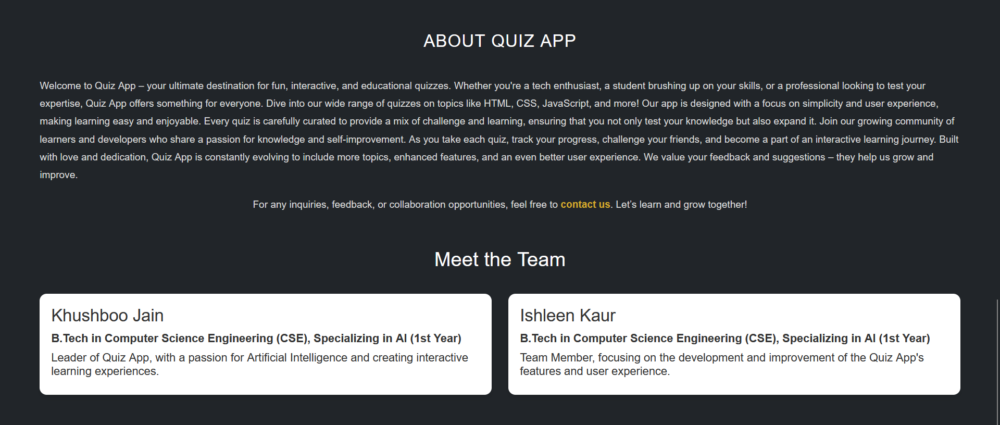 ABOUT QUIZ APP
Welcome to Quiz App – your ultimate destination for fun, interactive, and educational quizzes. Whether you're a tech enthusiast, a student brushing up on your skills, or a professional looking to test your
expertise, Quiz App offers something for everyone. Dive into our wide range of quizzes on topics like HTML, CSS, JavaScript, and more! Our app is designed with a focus on simplicity and user experience,
making learning easy and enjoyable. Every quiz is carefully curated to provide a mix of challenge and learning, ensuring that you not only test your knowledge but also expand it. Join our growing community of
learners and developers who share a passion for knowledge and self-improvement. As you take each quiz, track your progress, challenge your friends, and become a part of an interactive learning journey. Built
with love and dedication, Quiz App is constantly evolving to include more topics, enhanced features, and an even better user experience. We value your feedback and suggestions – they help us grow and
improve.
For any inquiries, feedback, or collaboration opportunities, feel free to contact us. Let’s learn and grow together!
Meet the Team
Khushboo Jain
B.Tech in Computer Science Engineering (CSE), Specializing in AI (1st Year)
Leader of Quiz App, with a passion for Artificial Intelligence and creating interactive
learning experiences.
Ishleen Kaur
B.Tech in Computer Science Engineering (CSE), Specializing in AI (1st Year)
Team Member, focusing on the development and improvement of the Quiz App's
features and user experience.